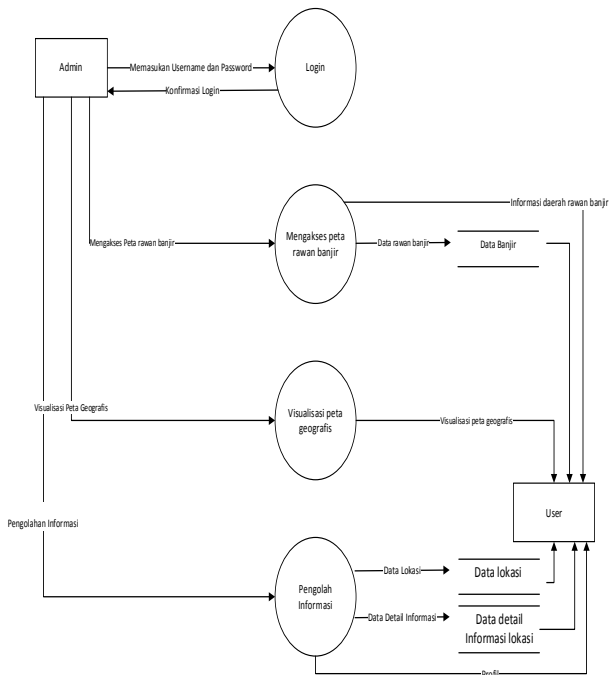 Admin
Memasukan Username dan Password
Login
Konfirmasi Login
Informasi daerah rawan banjir
Mengakses Peta rawan banjir
Mengakses peta
rawan banjir
Data rawan banjir
Data Banjir
Visualisasi Peta Geografis
Visualisasi peta
geografis
Visualisasi peta geografis
User
Pengolahan Informasi
Pengolah
Informasi
Data Lokasi
Data lokasi
Data Detail Informasi
Data detail
Informasi lokasi
Profil